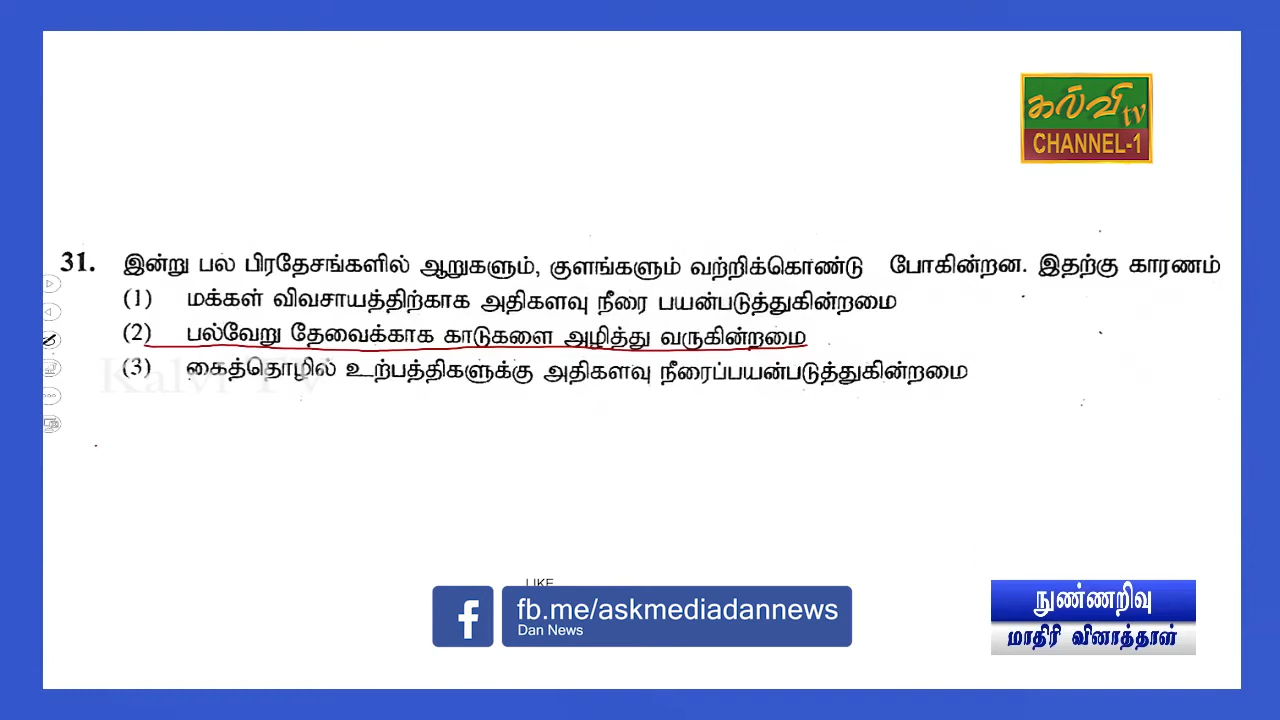 கல்வி tv
CHANNEL-1
31. இன்று பல பிரதேசங்களில் ஆறுகளும், குளங்களும் வற்றிக்கொண்டு போகின்றன. இதற்கு காரணம்
(1) மக்கள் விவசாயத்திற்காக அதிகளவு நீரை பயன்படுத்துகின்றமை
(2) பல்வேறு தேவைக்காக காடுகளை அழித்து வருகின்றமை
(3) கைத்தொழில் உற்பத்திகளுக்கு அதிகளவு நீரைப்பயன்படுத்துகின்றமை
Kalvi TV
LIKE
f fb.me/askmediadannews
Dan News
நுண்ணறிவு
மாதிரி வினாத்தாள்